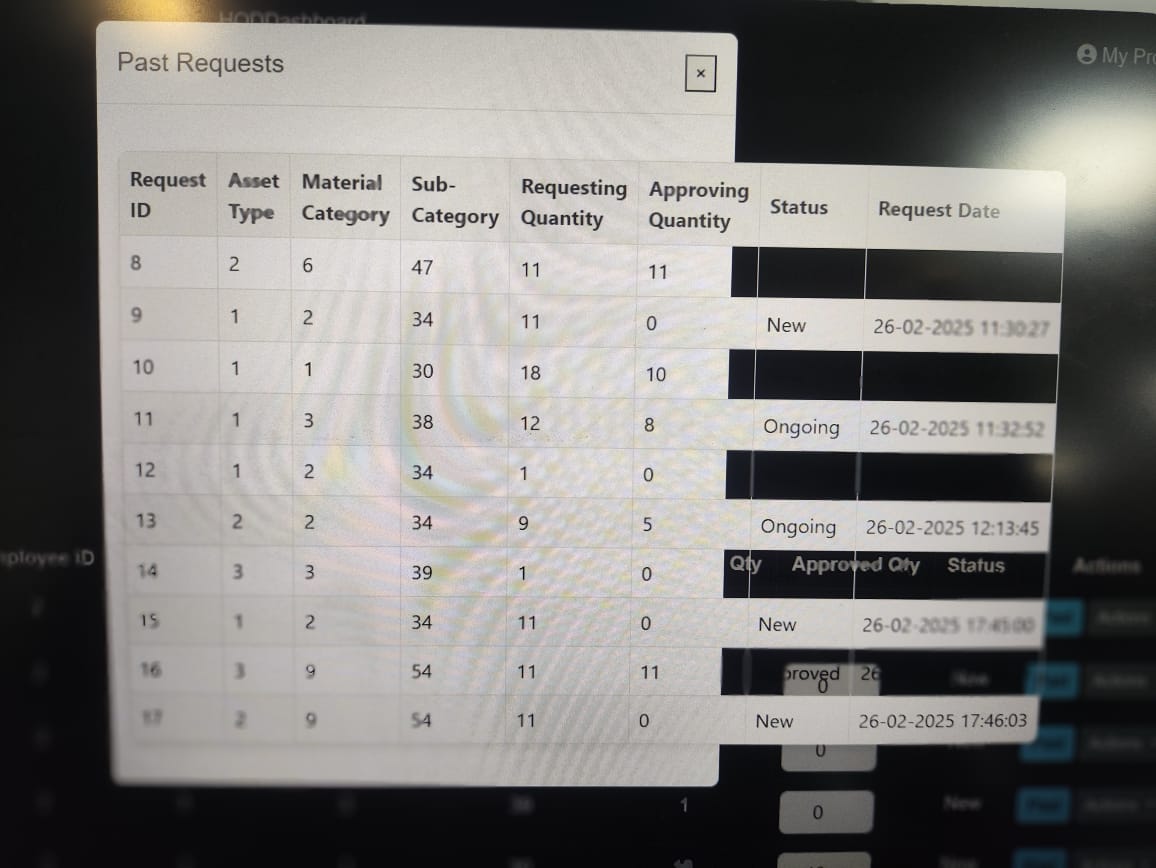 HODDashboard
My Pro
Past Requests
×
Request ID Asset Type Material Category Sub-Category Requesting Quantity Approving Quantity Status Request Date
8 2 6 47 11 11
9 1 2 34 11 0 New 26-02-2025 11:30:27
10 1 1 30 18 10
11 1 3 38 12 8 Ongoing 26-02-2025 11:32:52
12 1 2 34 1 0
13 2 2 34 9 5 Ongoing 26-02-2025 12:13:45
ployee iD
14 3 3 39 1 0
Qty Approved Qty Status Actions
15 1 2 34 11 0 New 26-02-2025 17:45:00
16 3 9 54 11 11 proved 26
0 New
17 2 9 54 11 0 New 26-02-2025 17:46:03
0
1 0 New